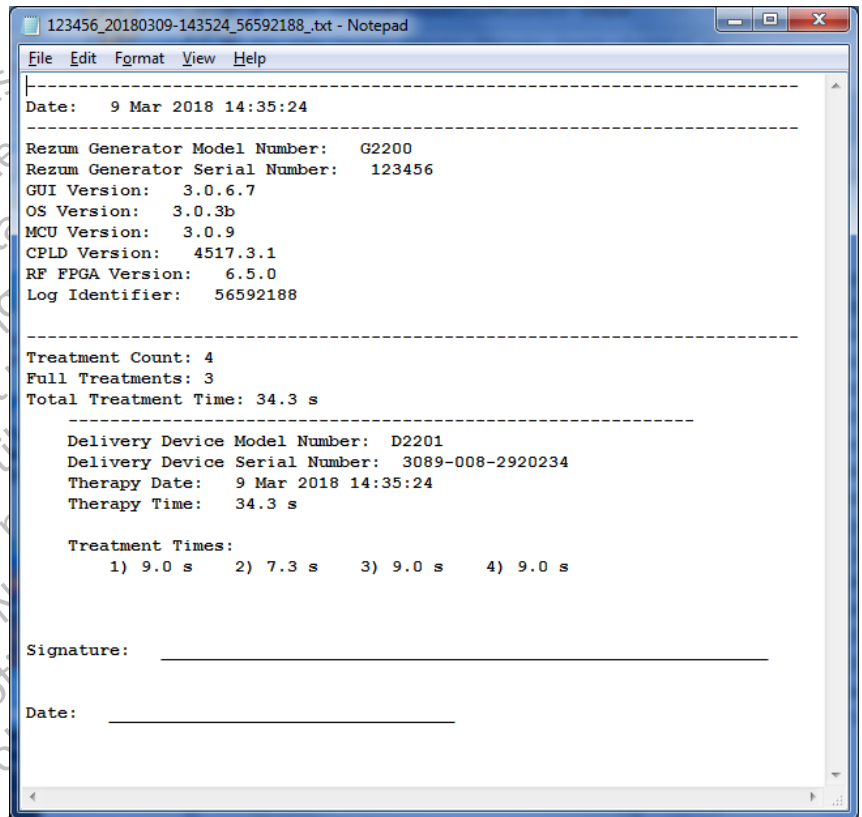 123456_20180309-143524_56592188_.txt - Notepad
File Edit Format View Help
--------------------------------------------------------------------------
Date: 9 Mar 2018 14:35:24
--------------------------------------------------------------------------
Rezum Generator Model Number: G2200
Rezum Generator Serial Number: 123456
GUI Version: 3.0.6.7
OS Version: 3.0.3b
MCU Version: 3.0.9
CPLD Version: 4517.3.1
RF FPGA Version: 6.5.0
Log Identifier: 56592188
--------------------------------------------------------------------------
Treatment Count: 4
Full Treatments: 3
Total Treatment Time: 34.3 s
------------------------------------------------------------
Delivery Device Model Number: D2201
Delivery Device Serial Number: 3089-008-2920234
Therapy Date: 9 Mar 2018 14:35:24
Therapy Time: 34.3 s
Treatment Times:
1) 9.0 s 2) 7.3 s 3) 9.0 s 4) 9.0 s
Signature: ___________________________________________
Date: _________________________